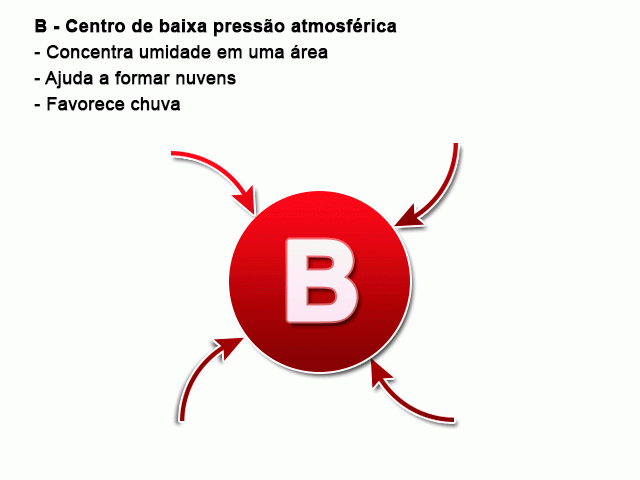 B - Centro de baixa pressão atmosférica
- Concentra umidade em uma área
- Ajuda a formar nuvens
- Favorece chuva
B